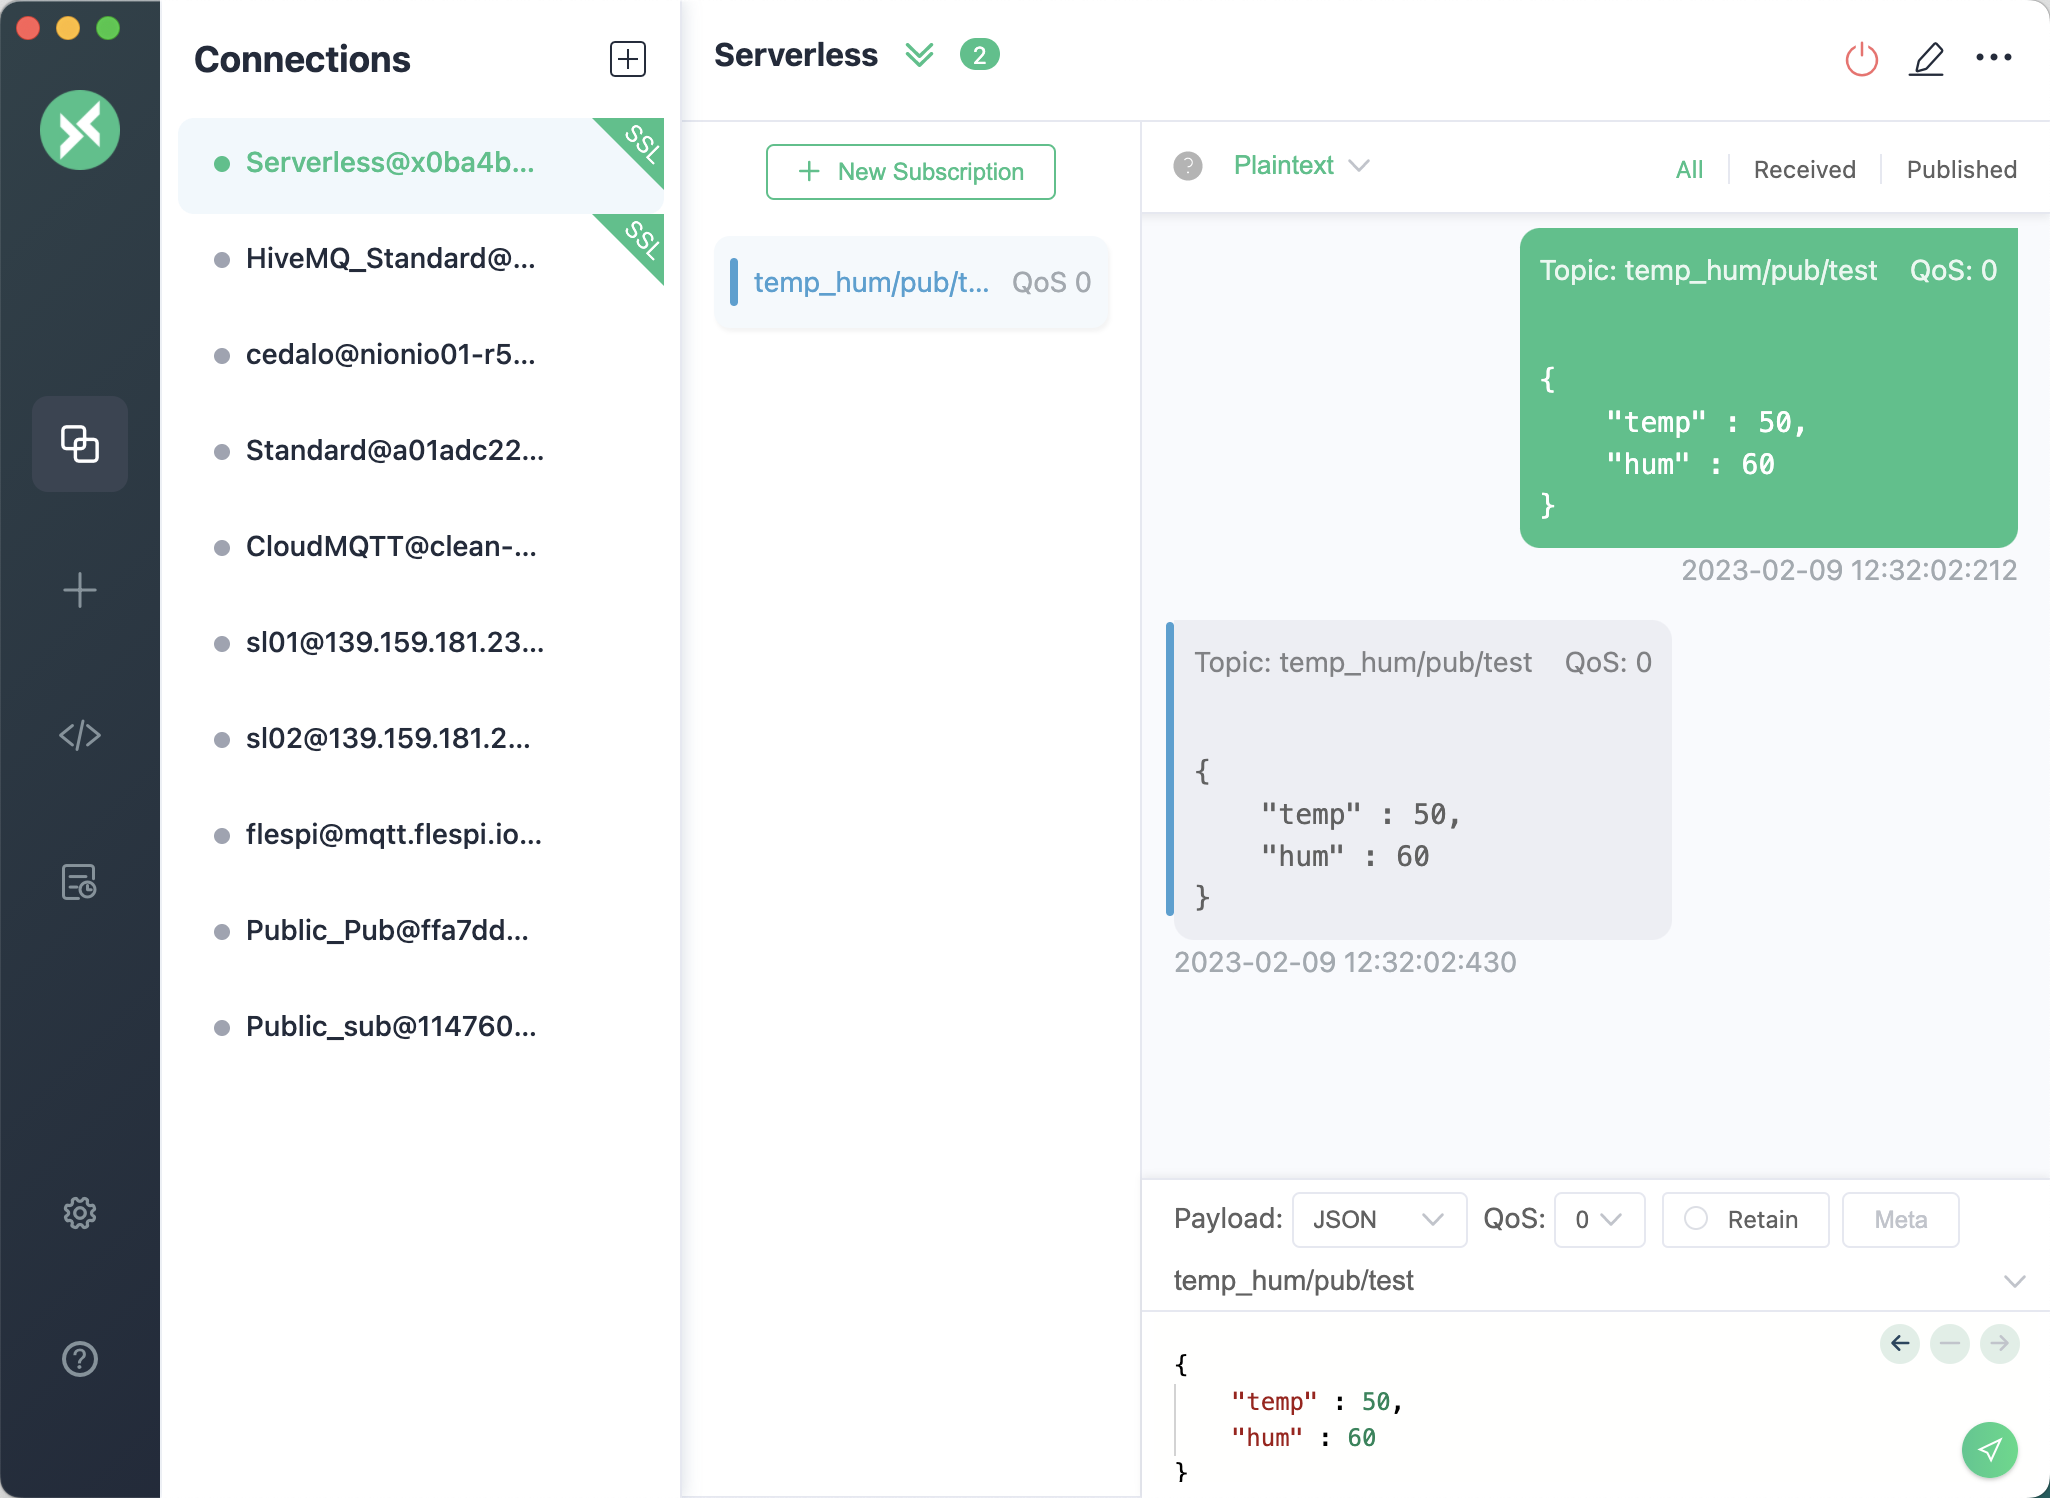 Connections
Serverless@x0ba4b...
SSL
HiveMQ_Standard@...
SSL
cedalo@nionio01-r5...
Standard@a01adc22...
CloudMQTT@clean-...
sl01@139.159.181.23...
sl02@139.159.181.2...
flespi@mqtt.flespi.io...
Public_Pub@ffa7dd...
Public_sub@114760...
Serverless 2
+ New Subscription
temp_hum/pub/t... QoS 0
? Plaintext All Received Published
Topic: temp_hum/pub/test QoS: 0
{
"temp" : 50,
"hum" : 60
}
2023-02-09 12:32:02:212
Topic: temp_hum/pub/test QoS: 0
{
"temp" : 50,
"hum" : 60
}
2023-02-09 12:32:02:430
Payload: JSON QoS: 0 Retain Meta
temp_hum/pub/test
{
"temp" : 50,
"hum" : 60
}